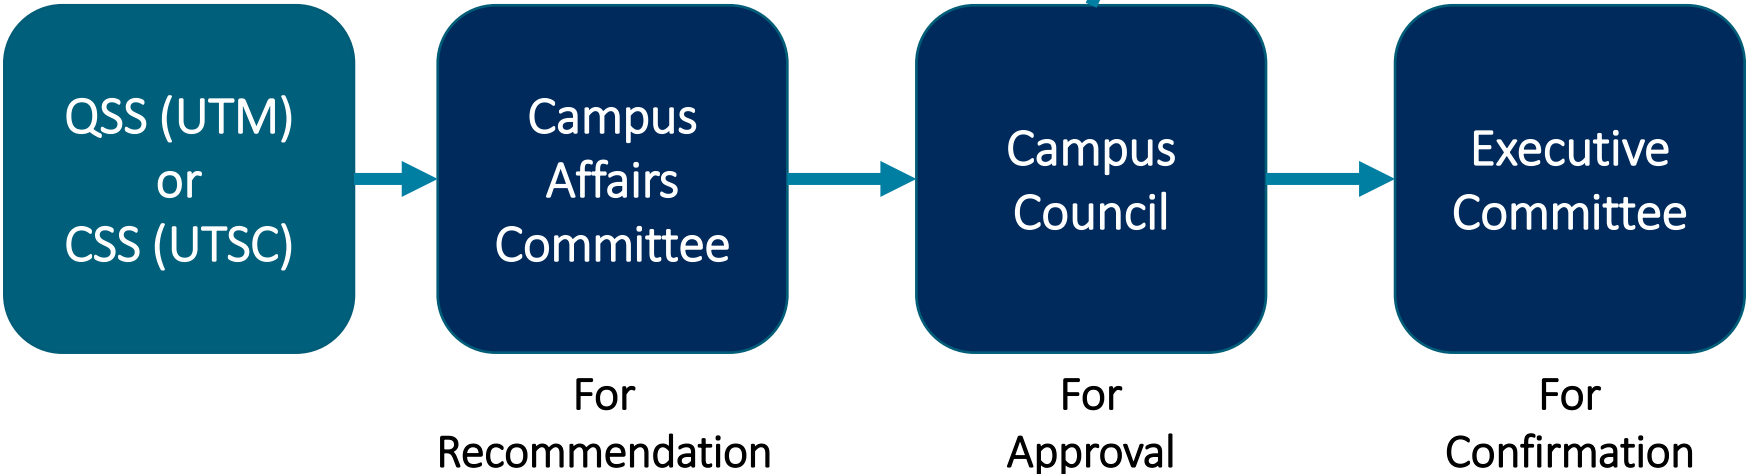 QSS (UTM)
or
CSS (UTSC)
Campus
Affairs
Committee
Campus
Council
Executive
Committee
For
Recommendation
For
Approval
For
Confirmation